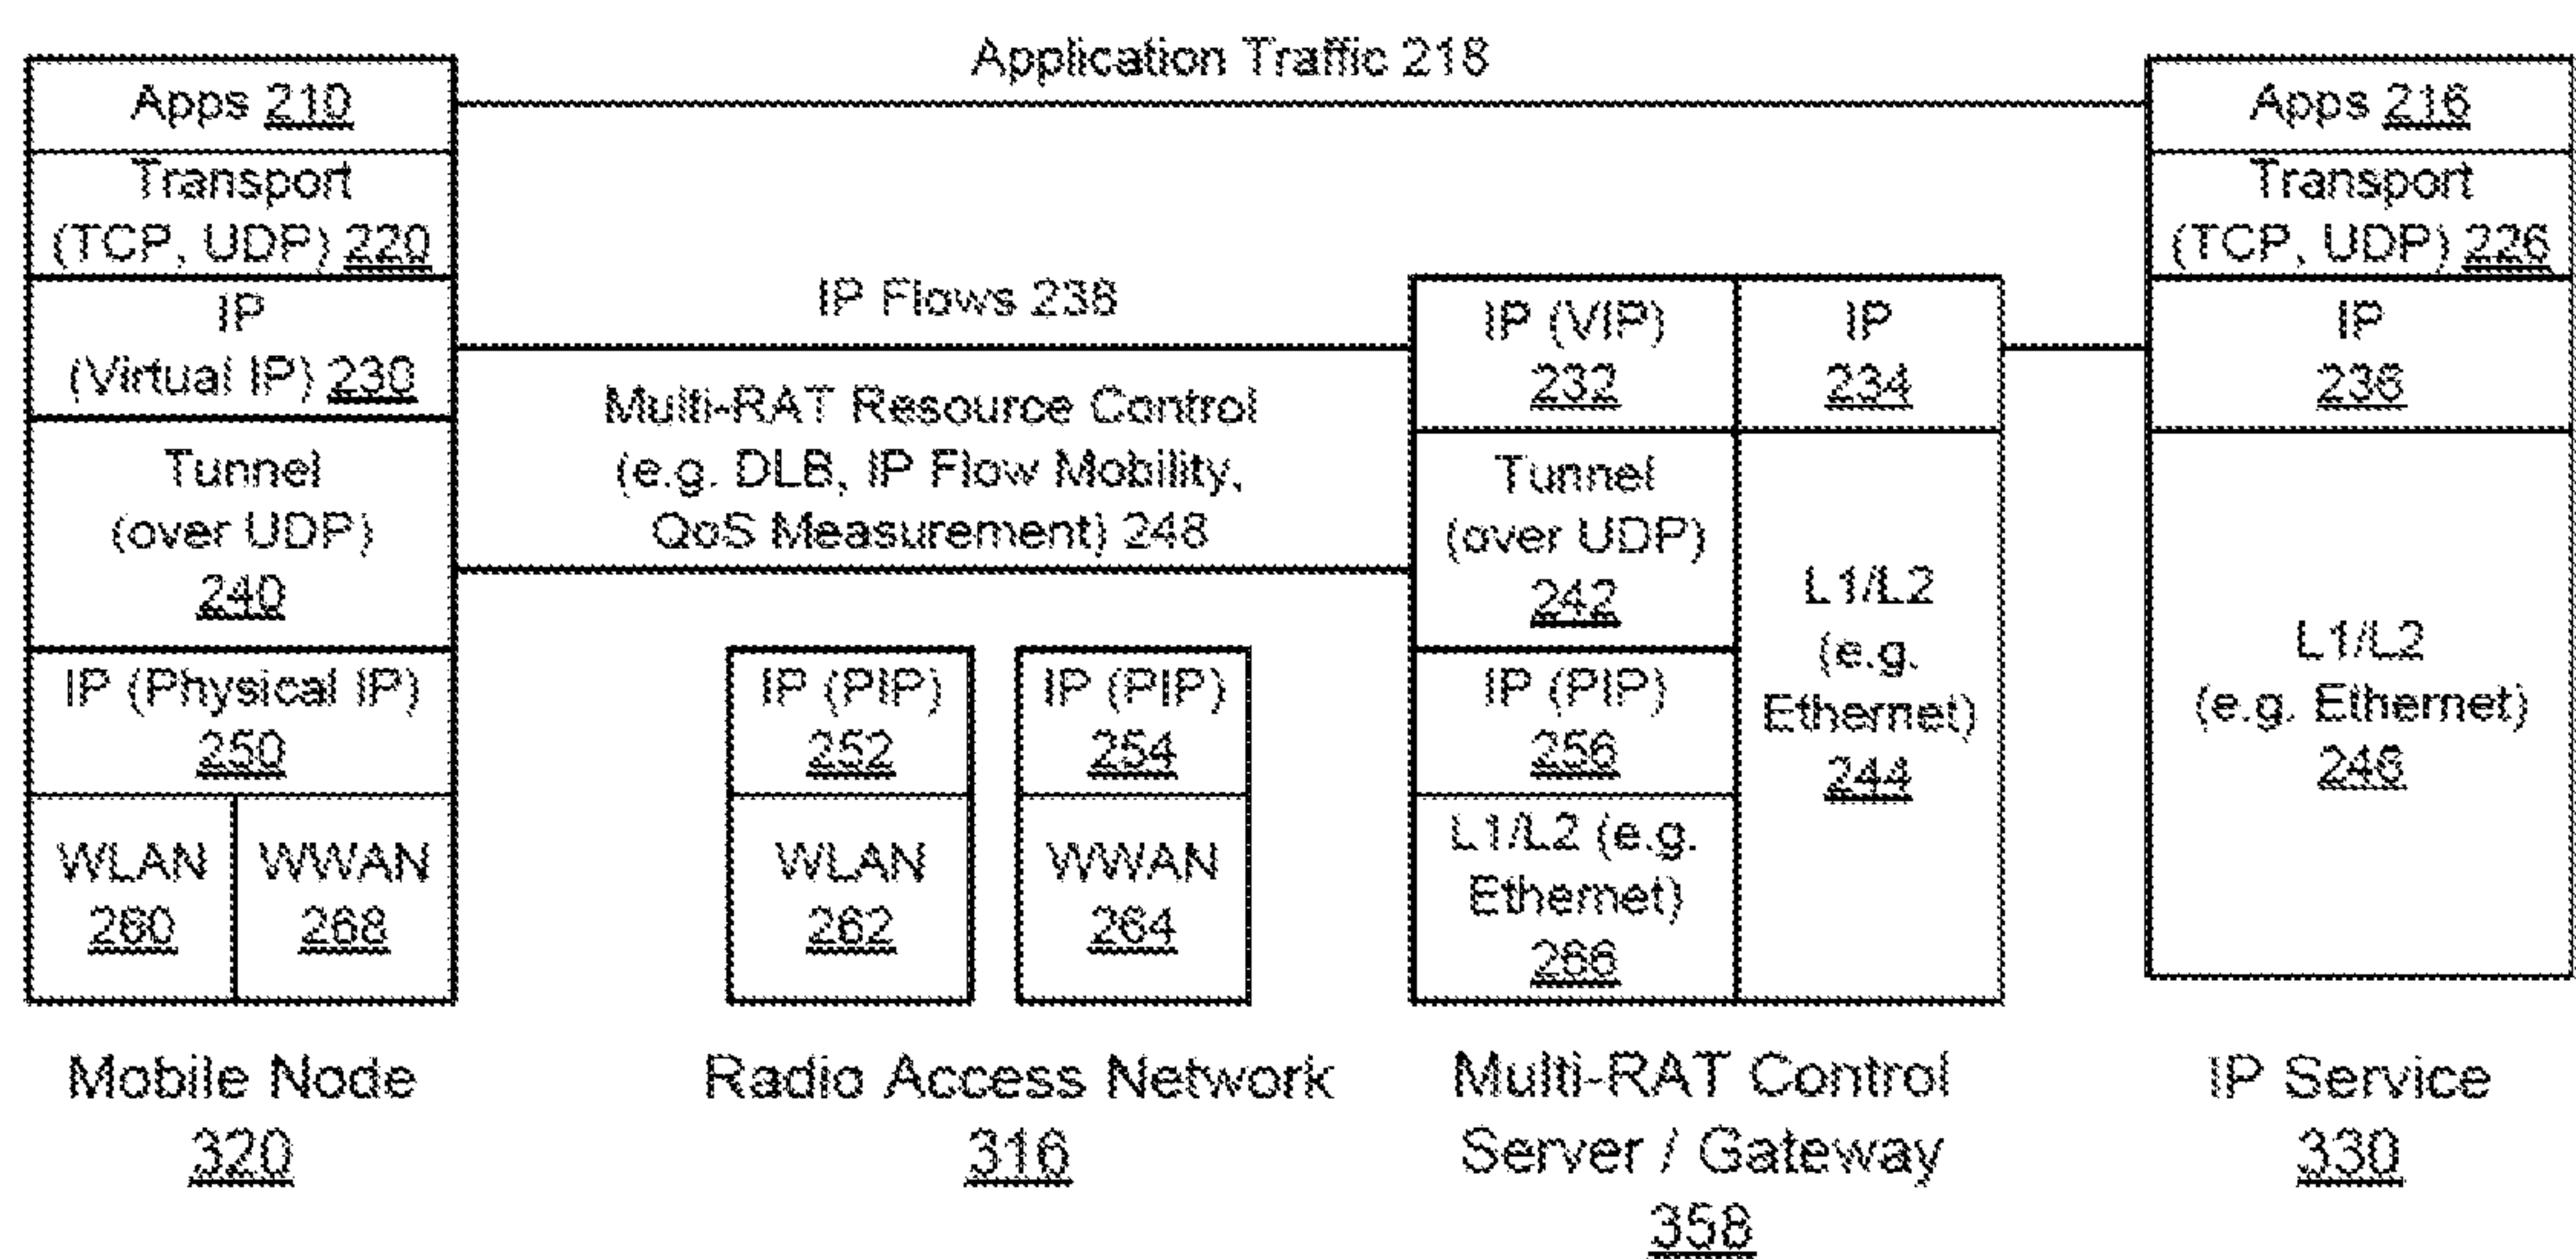 Application Traffic 218
Apps 210
Transport
(TCP, UDP) 220
IP
(Virtual IP) 230
Tunnel
(over UDP)
240
IP (Physical IP)
250
WLAN
260
WWAN
268
Mobile Node
320
IP Flows 238
Multi-RAT Resource Control
(e.g. DLB, IP Flow Mobility,
QoS Measurement) 248
IP (PIP)
252
WLAN
262
IP (PIP)
254
WWAN
264
Radio Access Network
316
IP (VIP)
232
Tunnel
(over UDP)
242
IP (PIP)
256
L1/L2 (e.g.
Ethernet)
266
IP
234
L1/L2
(e.g.
Ethernet)
244
Multi-RAT Control
Server / Gateway
358
Apps 216
Transport
(TCP, UDP) 226
IP
236
L1/L2
(e.g. Ethernet)
246
IP Service
330